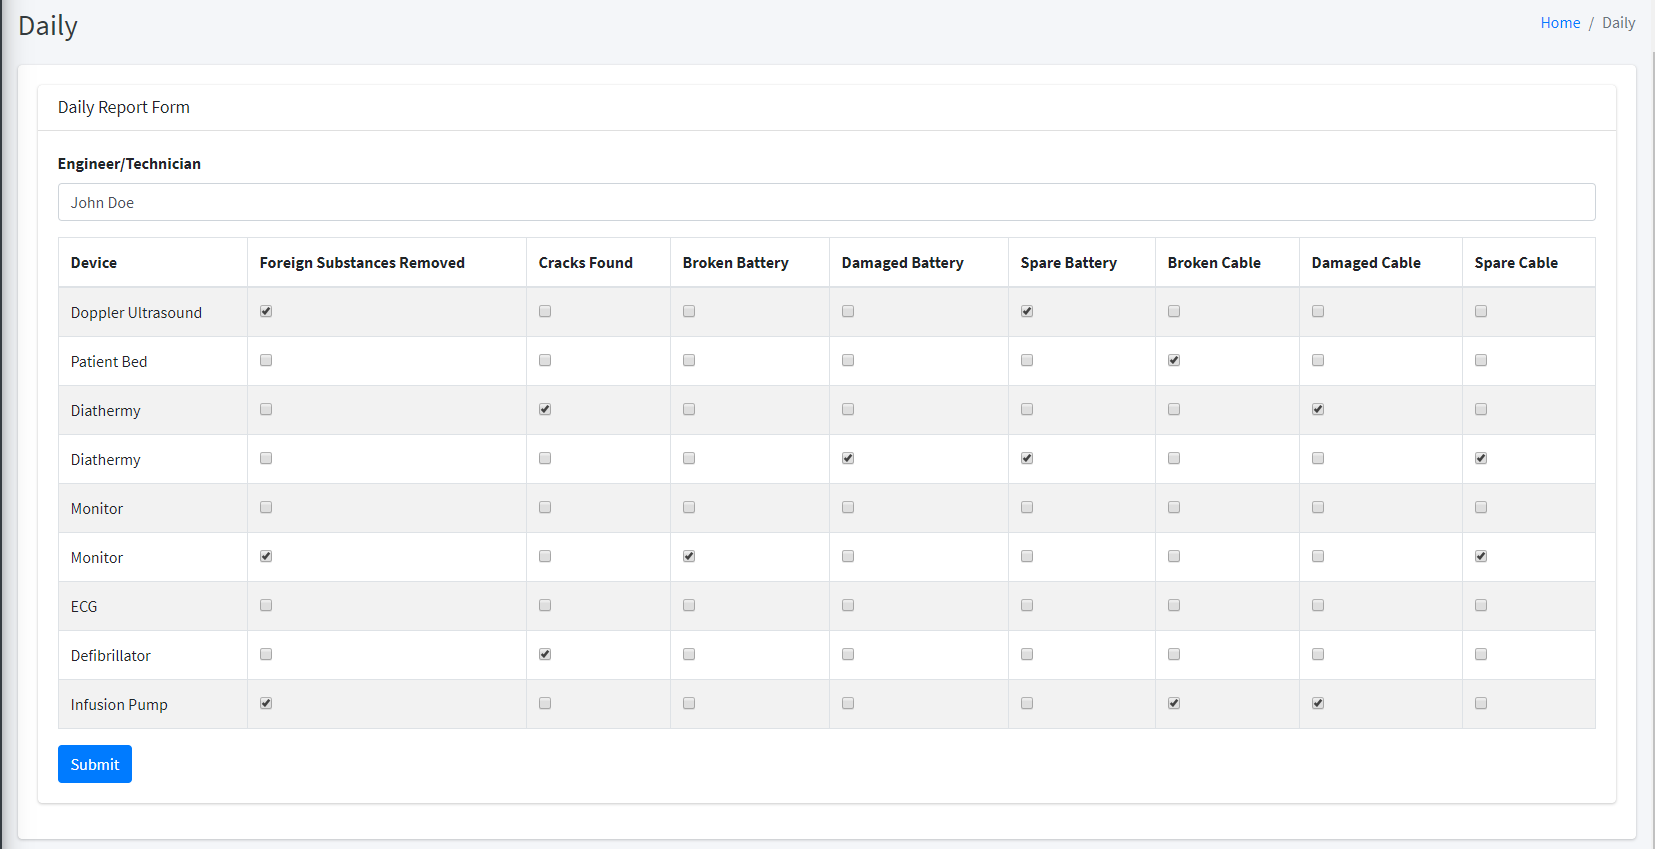 Daily
Home / Daily
Daily Report Form
Engineer/Technician
John Doe
Device Foreign Substances Removed Cracks Found Broken Battery Damaged Battery Spare Battery Broken Cable Damaged Cable Spare Cable
Doppler Ultrasound
Patient Bed
Diathermy
Diathermy
Monitor
Monitor
ECG
Defibrillator
Infusion Pump
Submit